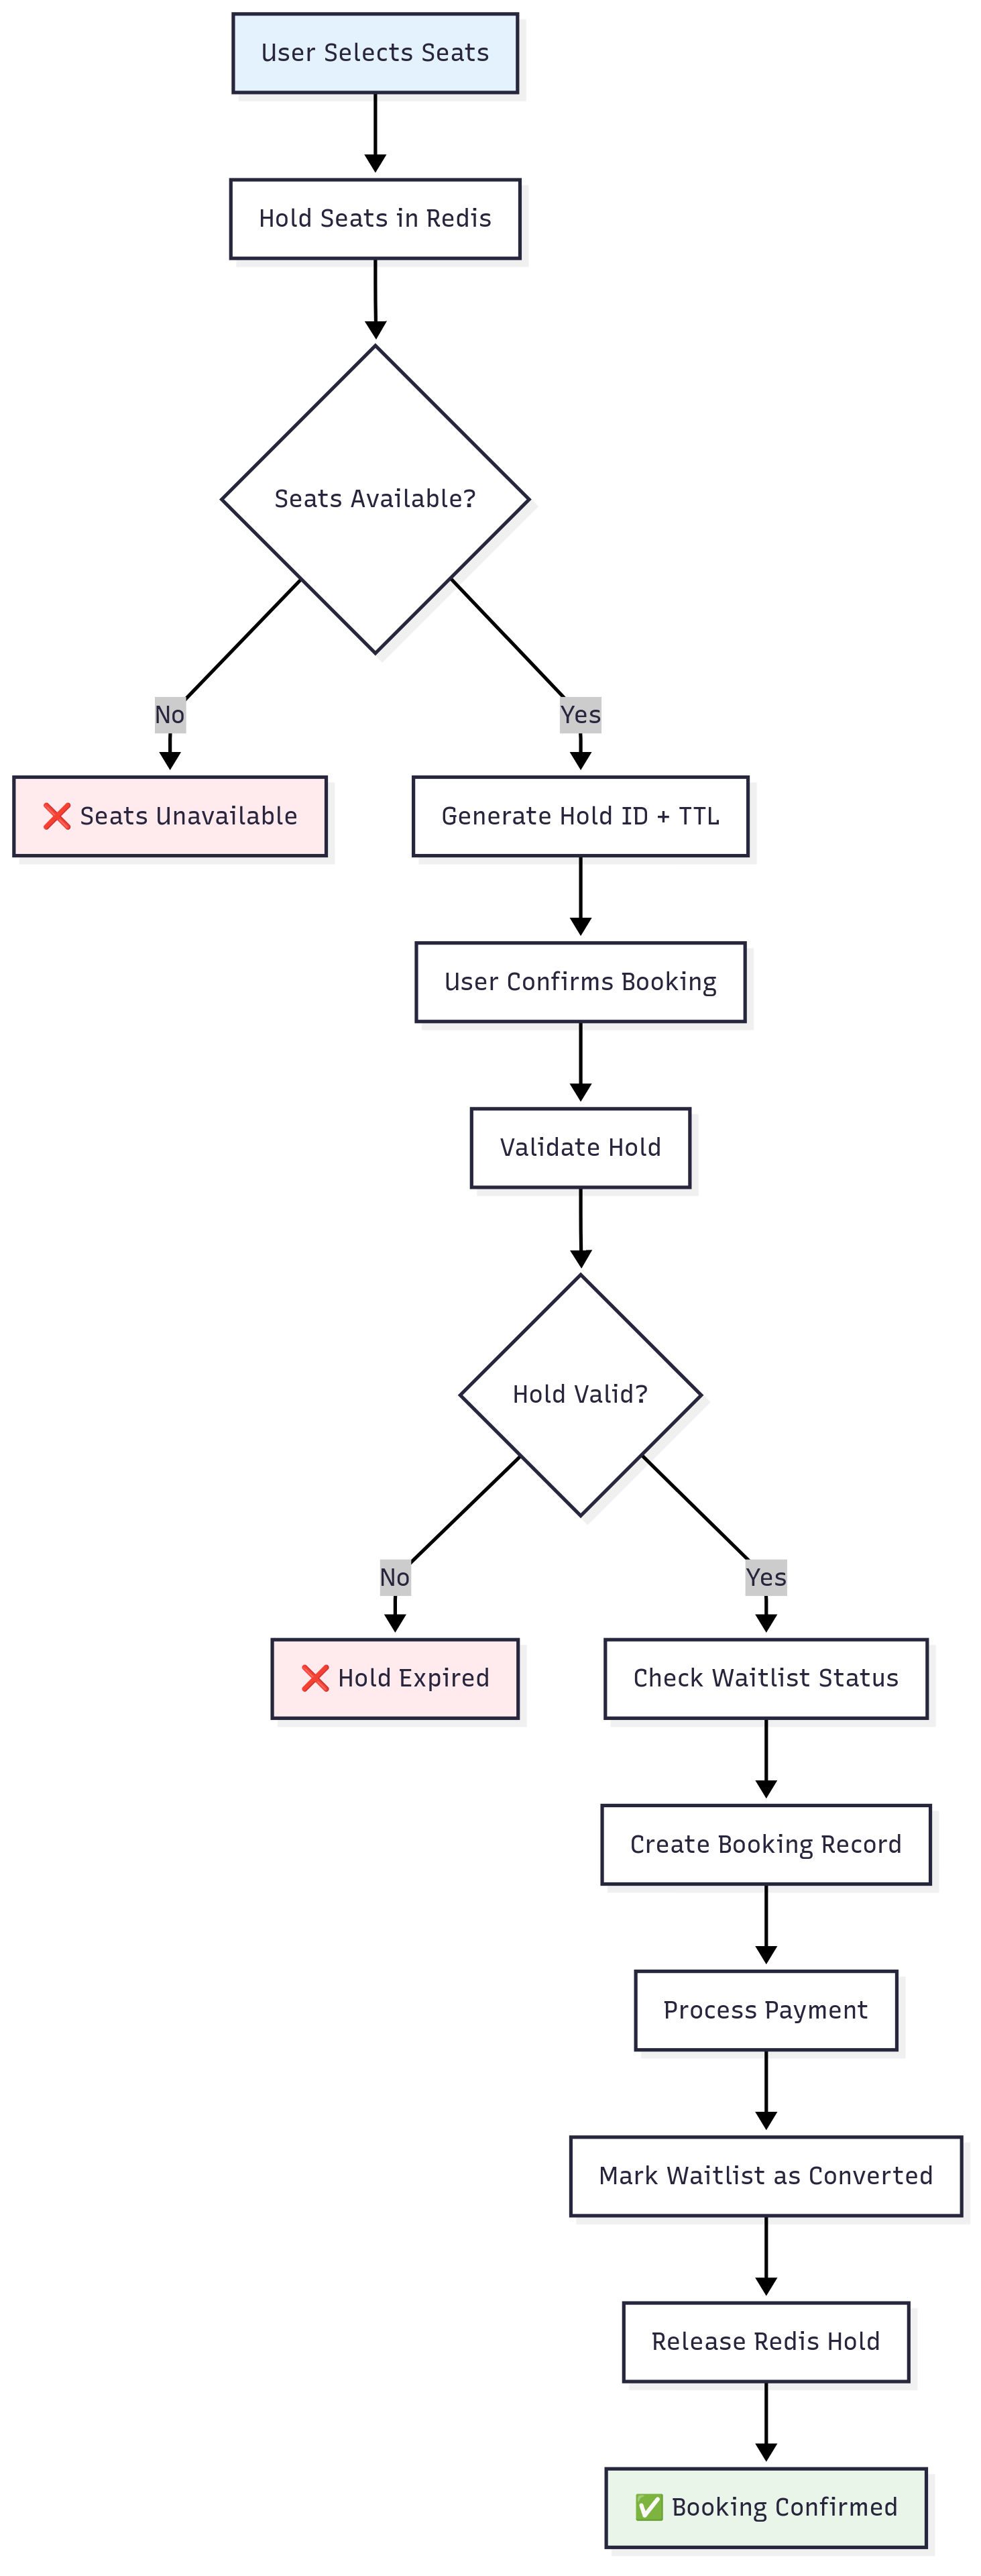 User Selects Seats
Hold Seats in Redis
Seats Available?
No
Yes
❌ Seats Unavailable
Generate Hold ID + TTL
User Confirms Booking
Validate Hold
Hold Valid?
No
Yes
❌ Hold Expired
Check Waitlist Status
Create Booking Record
Process Payment
Mark Waitlist as Converted
Release Redis Hold
✅ Booking Confirmed